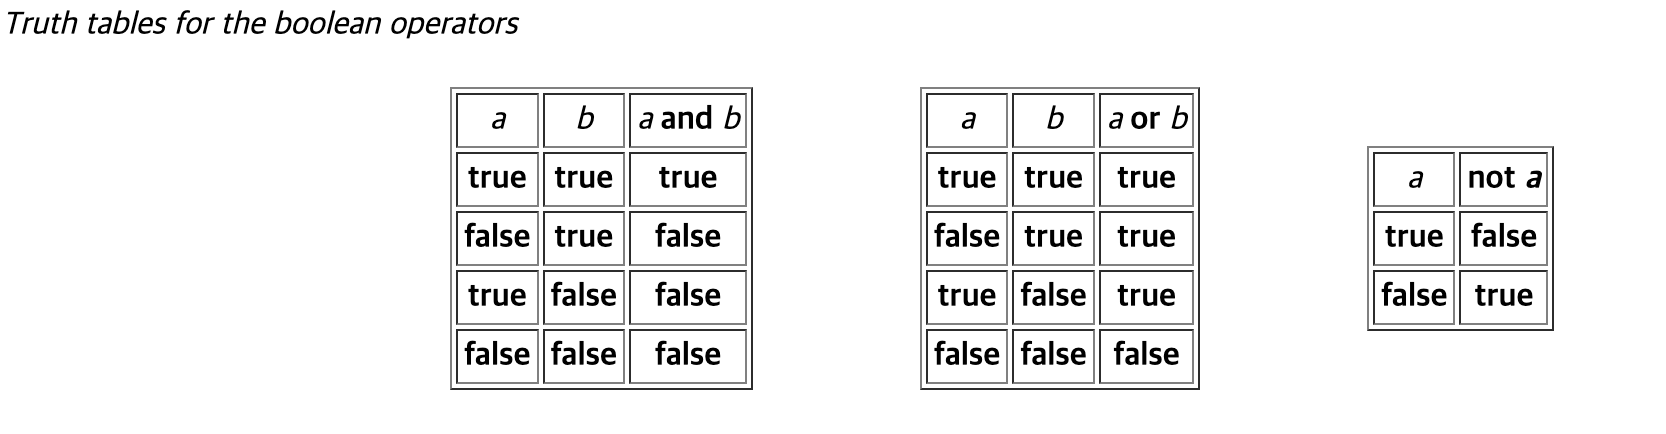 Truth tables for the boolean operators
a b a and b
true true true
false true false
true false false
false false false
a b a or b
true true true
false true true
true false true
false false false
a not a
true false
false true